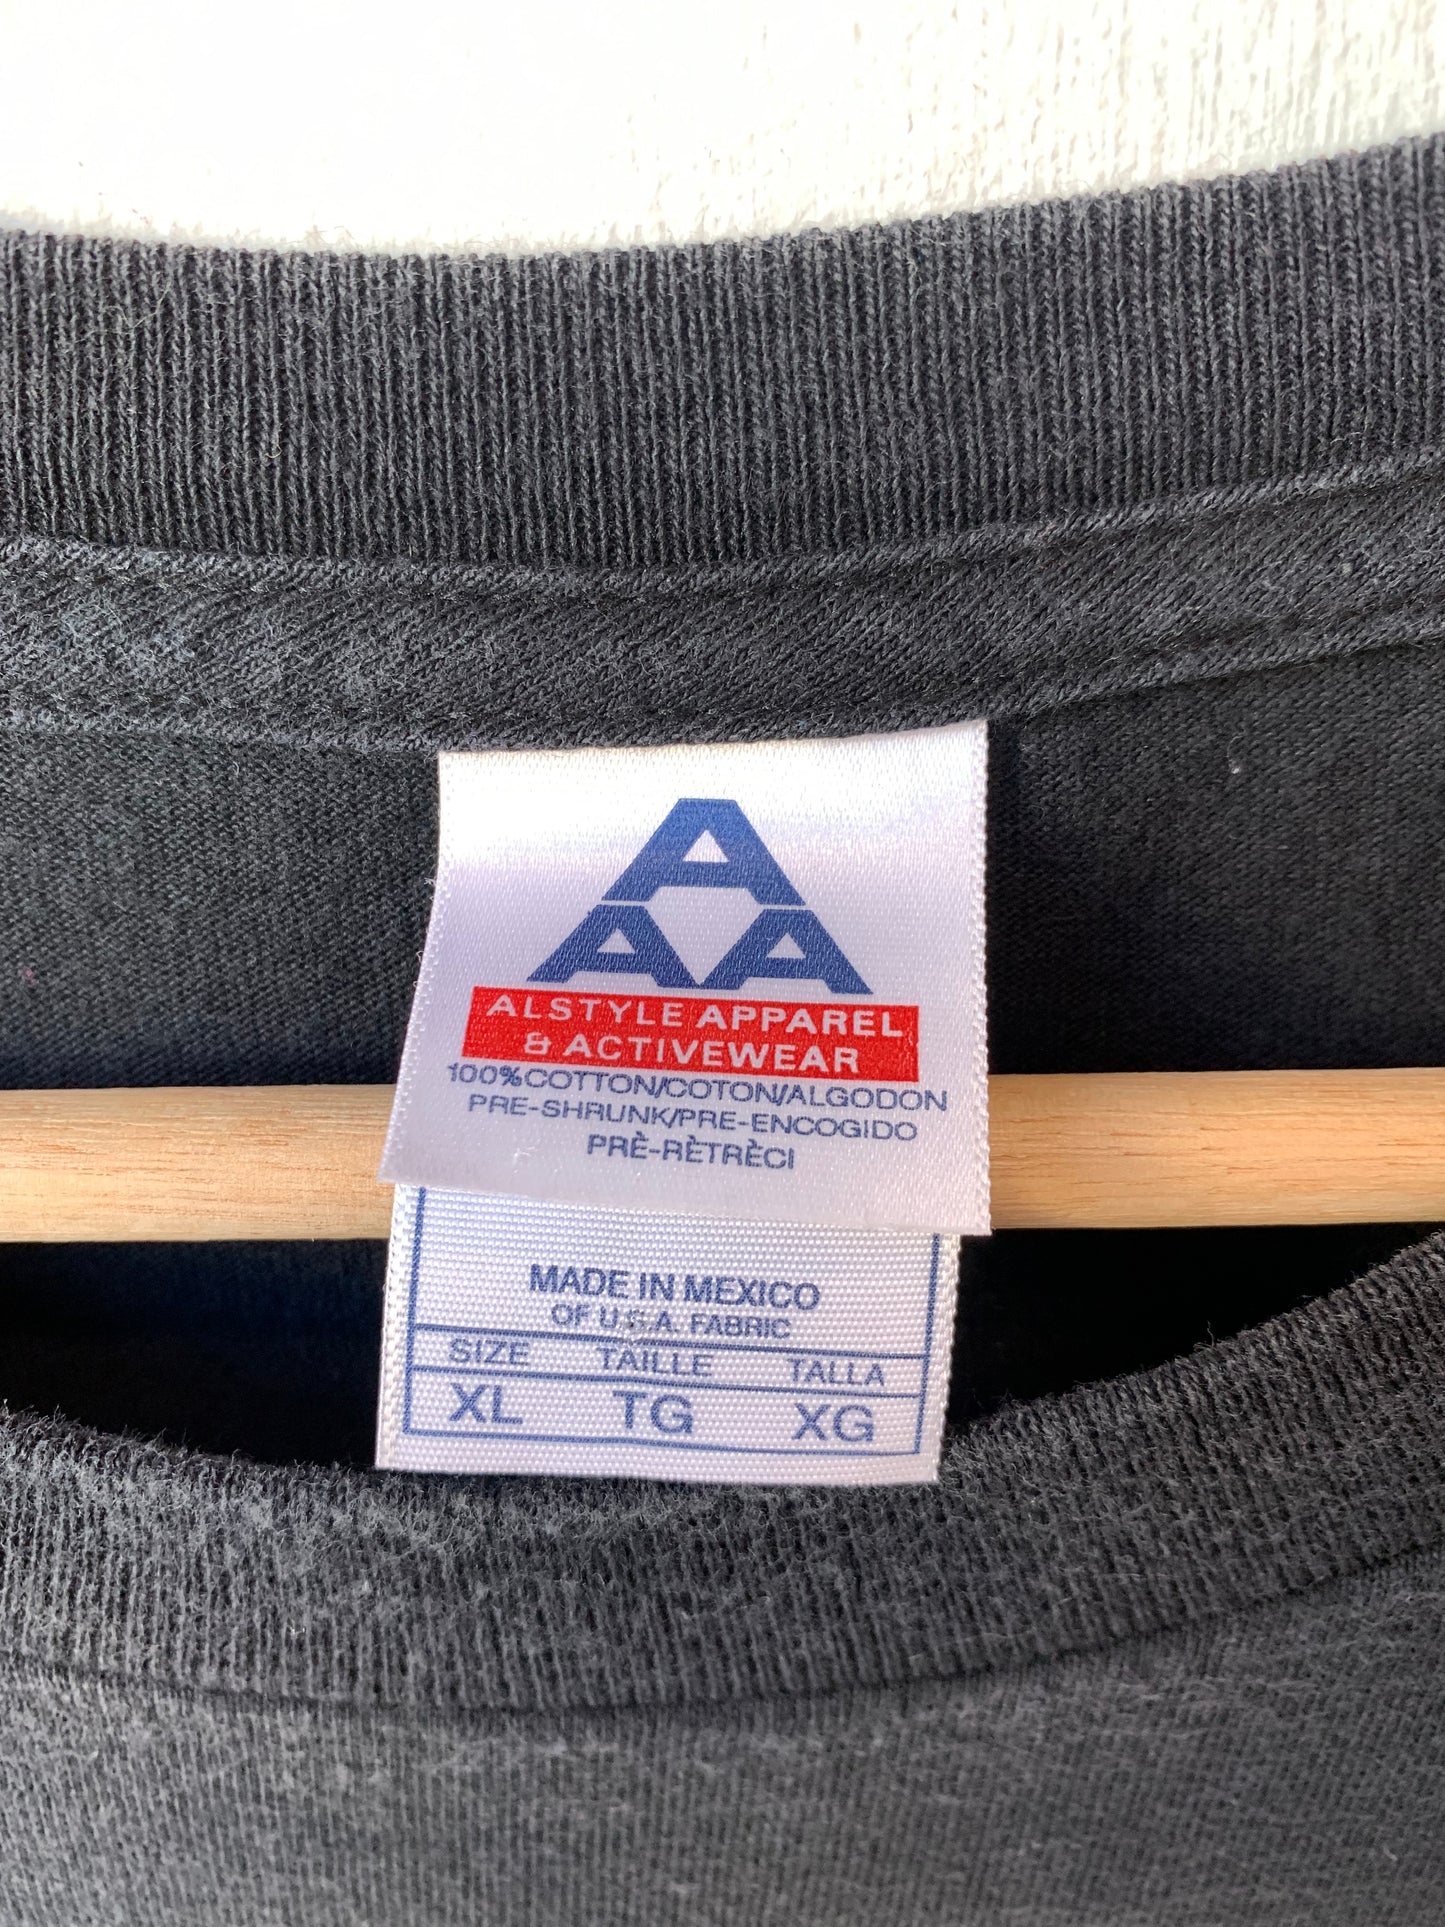 A
A A
ALSTYLE APPAREL
& ACTIVEWEAR
100%COTTON/COTON/ALGODON
PRE-SHRUNK/PRE-ENCOGIDO
PRÈ-RÈTRÈCI
MADE IN MEXICO
OF U.S.A. FABRIC
SIZE TAILLE TALLA
XL TG XG